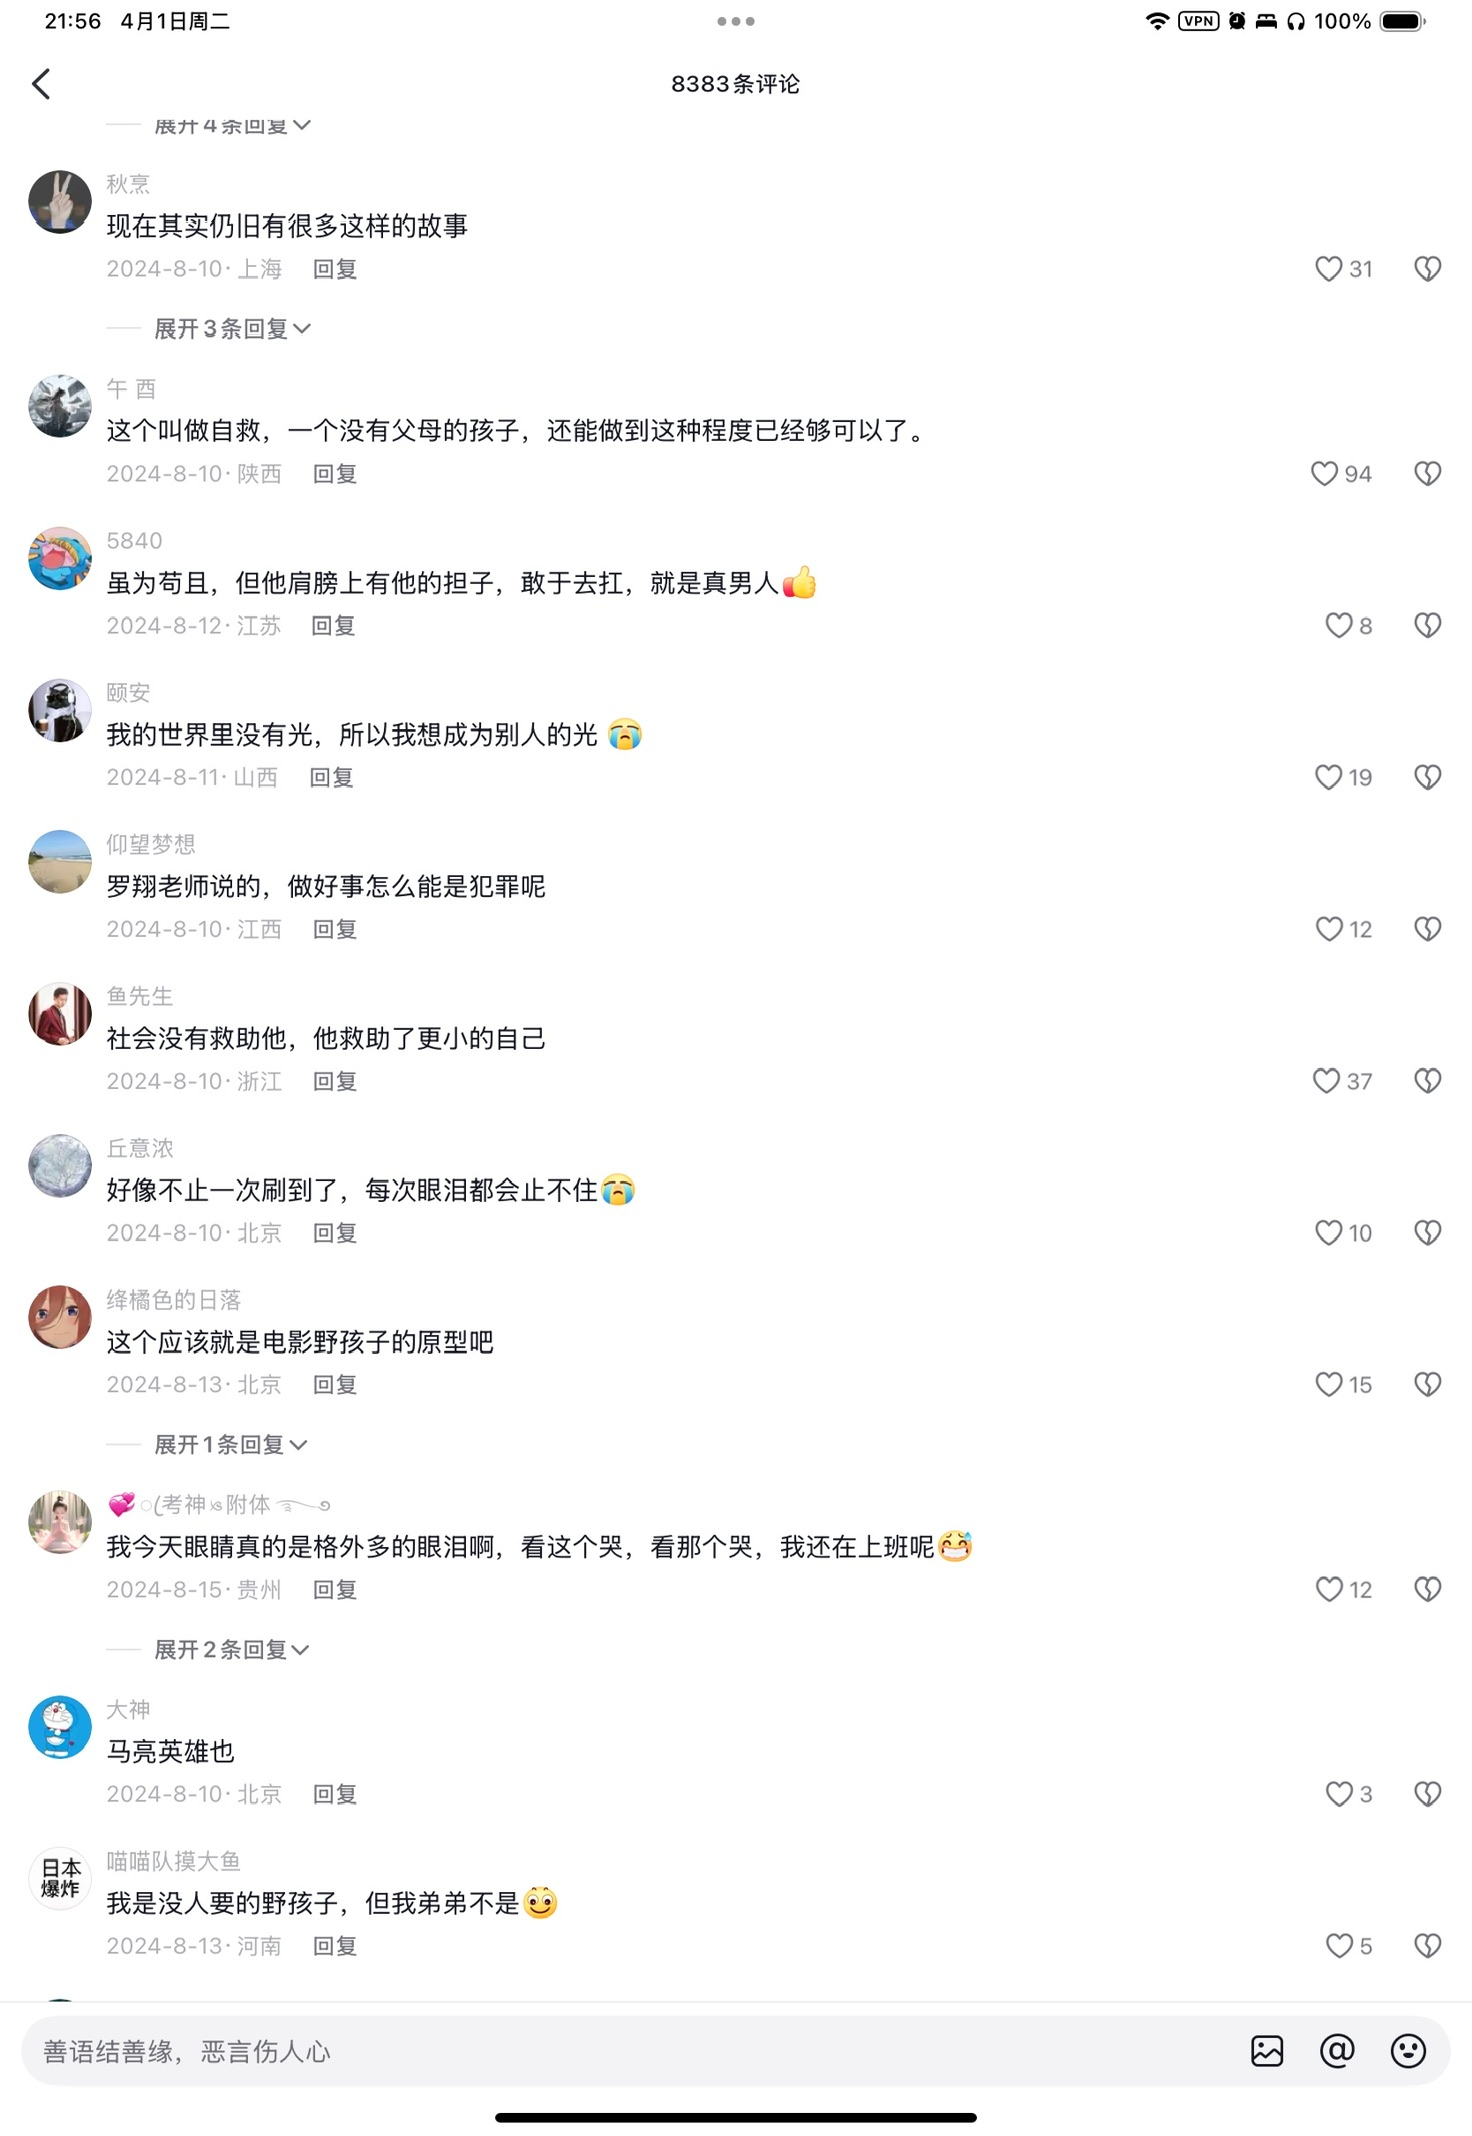 21:56 4月1日周二
VPN 100%
8383条评论
展开4条回复
秋烹
现在其实仍旧有很多这样的故事
2024-8-10·上海 回复
31
展开3条回复
午 酉
这个叫做自救，一个没有父母的孩子，还能做到这种程度已经够可以了。
2024-8-10·陕西 回复
94
5840
虽为苟且，但他肩膀上有他的担子，敢于去扛，就是真男人👍
2024-8-12·江苏 回复
8
颐安
我的世界里没有光，所以我想成为别人的光 😭
2024-8-11·山西 回复
19
仰望梦想
罗翔老师说的，做好事怎么能是犯罪呢
2024-8-10·江西 回复
12
鱼先生
社会没有救助他，他救助了更小的自己
2024-8-10·浙江 回复
37
丘意浓
好像不止一次刷到了，每次眼泪都会止不住😭
2024-8-10·北京 回复
10
绛橘色的日落
这个应该就是电影野孩子的原型吧
2024-8-13·北京 回复
15
展开1条回复
💞考神附体
我今天眼睛真的是格外多的眼泪啊，看这个哭，看那个哭，我还在上班呢😅
2024-8-15·贵州 回复
12
展开2条回复
大神
马亮英雄也
2024-8-10·北京 回复
3
日本
爆炸
喵喵队摸大鱼
我是没人要的野孩子，但我弟弟不是🙂
2024-8-13·河南 回复
5
善语结善缘，恶言伤人心